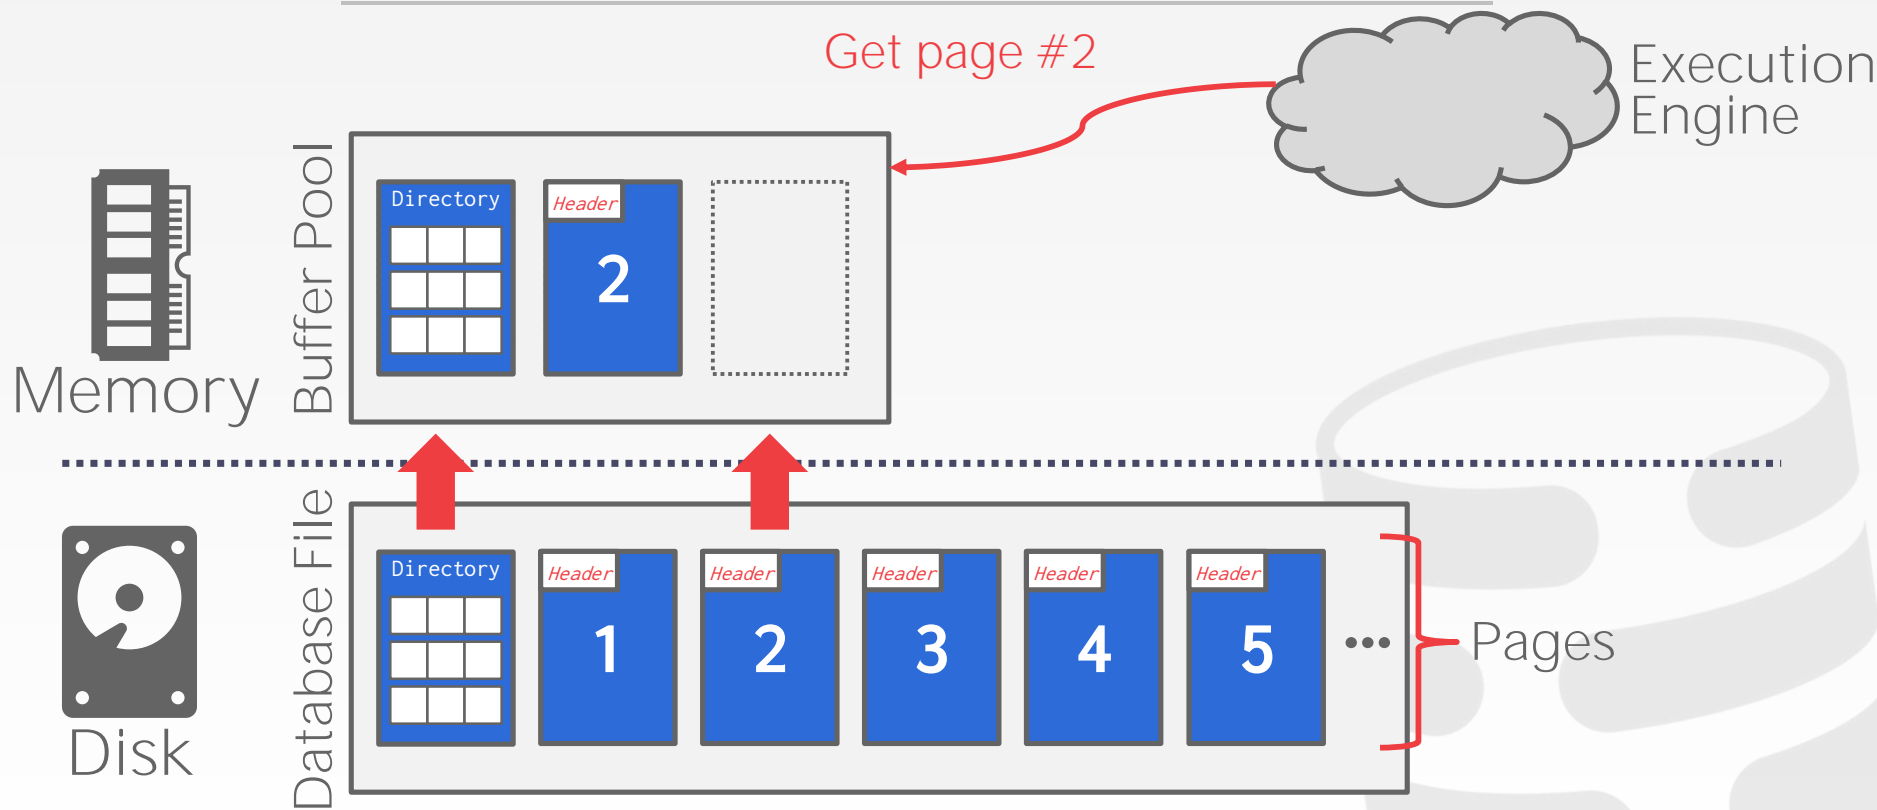 Get page #2
Execution
Engine
Buffer Pool
Directory
Header
2
Memory
Database File
Directory
Header
1
Header
2
Header
3
Header
4
Header
5
...
Pages
Disk